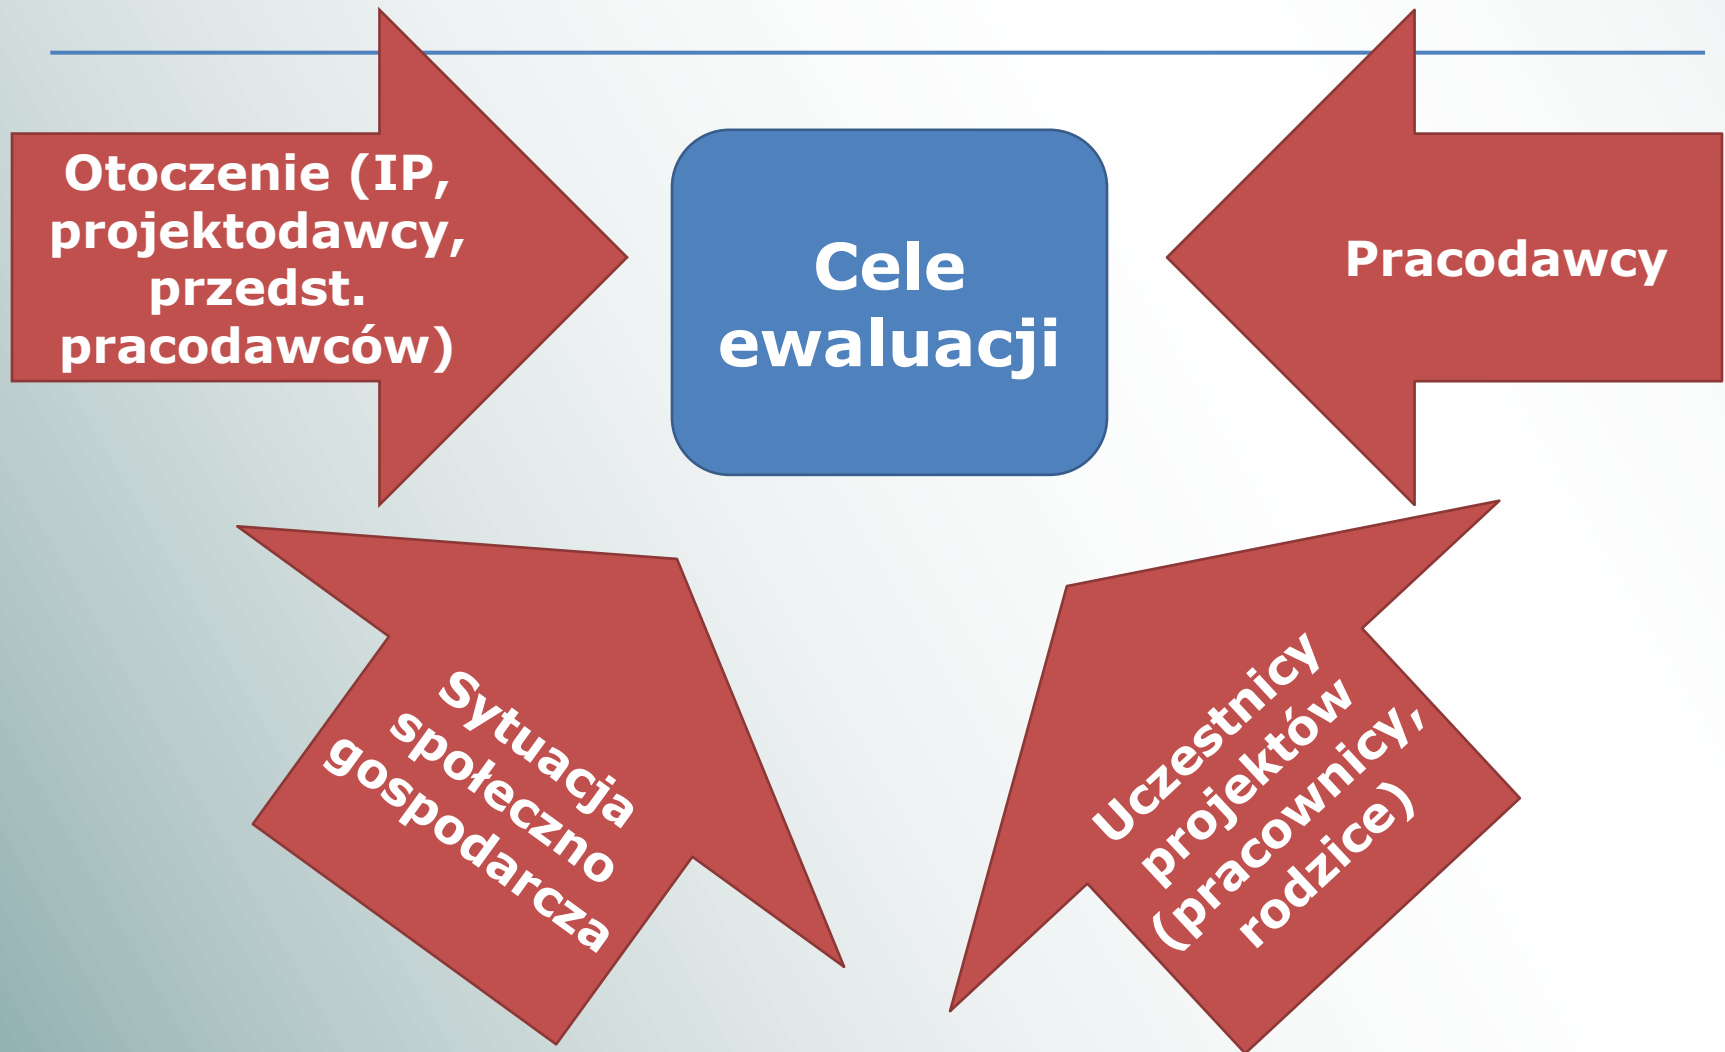 Otoczenie (IP,
projektodawcy,
przedst.
pracodawców)
Cele
ewaluacji
Pracodawcy
Sytuacja
społeczno
gospodarcza
Uczestnicy
projektów
(pracownicy,
rodzice)